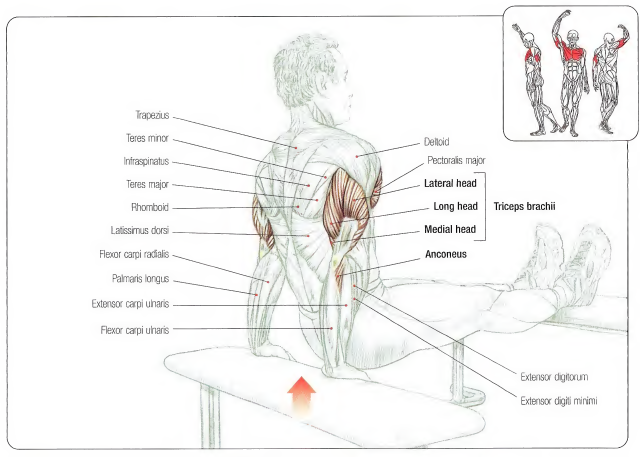 Trapezius
Teres minor
Infraspinatus
Teres major
Rhomboid
Latissimus dorsi
Flexor carpi radialis
Palmaris longus
Extensor carpi ulnaris
Flexor carpi ulnaris
Deltoid
Pectoralis major
Lateral head
Long head
Medial head
Triceps brachii
Anconeus
Extensor digitorum
Extensor digiti minimi